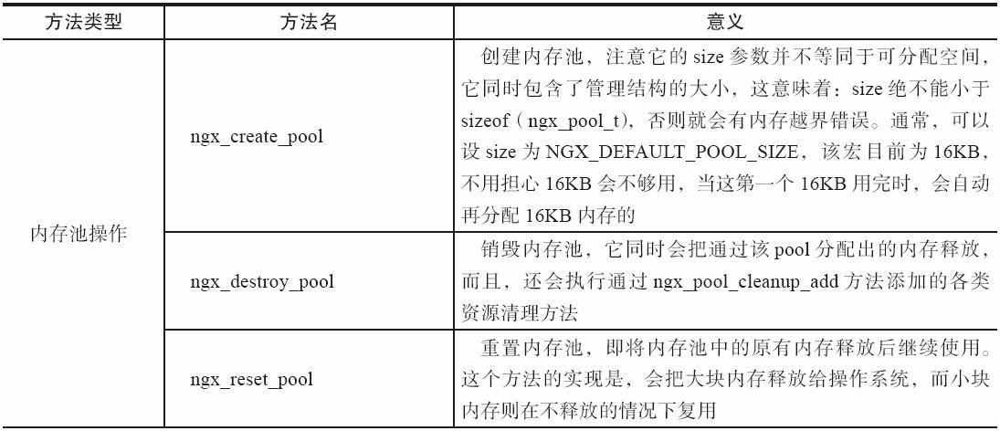 方法类型 方法名 意义
创建内存池，注意它的 size 参数并不等同于可分配空间，
它同时包含了管理结构的大小，这意味着：size 绝不能小于
sizeof（ngx_pool_t)，否则就会有内存越界错误。通常，可以
设 size 为 NGX_DEFAULT_POOL_SIZE，该宏目前为 16KB，
不用担心 16KB 会不够用，当这第一个 16KB 用完时，会自动
再分配 16KB 内存的
ngx_create_pool
内存池操作
销毁内存池，它同时会把通过该 pool 分配出的内存释放，
而且，还会执行通过 ngx_pool_cleanup_add 方法添加的各类
资源清理方法
ngx_destroy_pool
重置内存池，即将内存池中的原有内存释放后继续使用。
这个方法的实现是，会把大块内存释放给操作系统，而小块
内存则在不释放的情况下复用
ngx_reset_pool